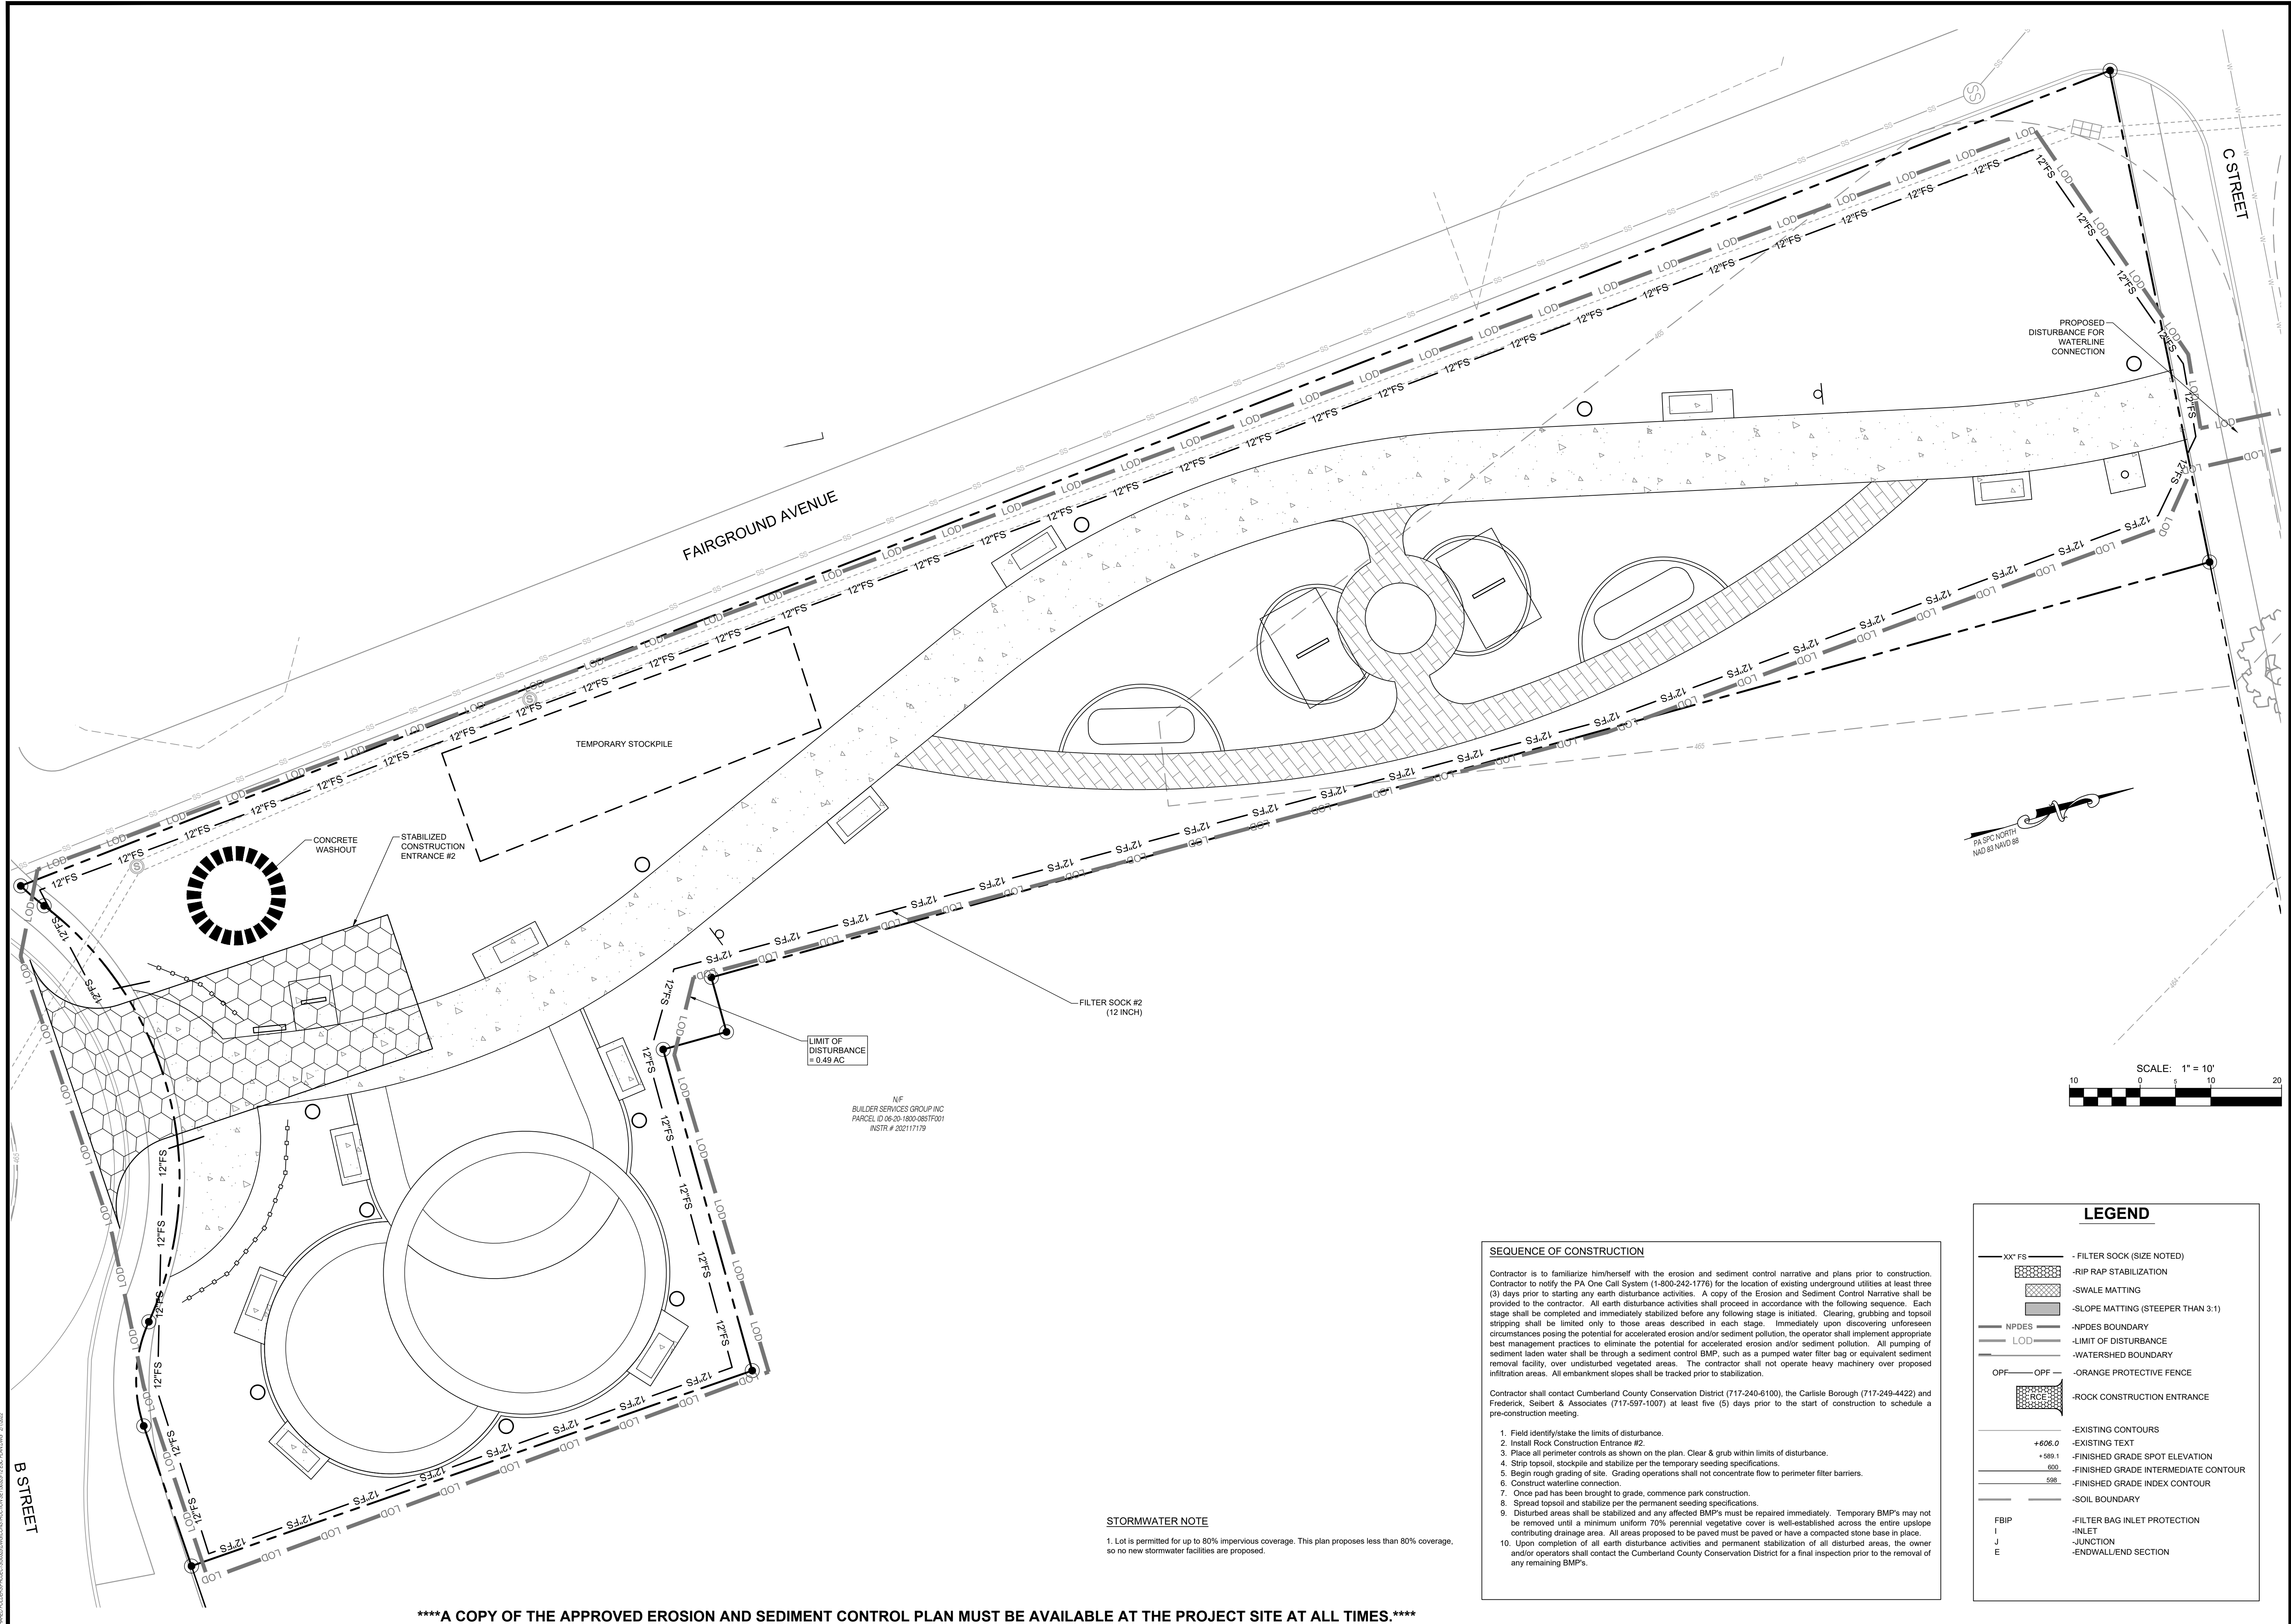 FAIRGROUND AVENUE
C STREET
B STREET
PROPOSED
DISTURBANCE FOR
WATERLINE
CONNECTION
TEMPORARY STOCKPILE
CONCRETE
WASHOUT
STABILIZED
CONSTRUCTION
ENTRANCE #2
FILTER SOCK #2
(12 INCH)
LIMIT OF
DISTURBANCE
= 0.49 AC
N/F
BUILDER SERVICES GROUP INC
PARCEL ID 06-20-1800-085TF001
INSTR.# 202117179
12"FS
LOD
SS
S
W
465
465
464
465
PA SPC NORTH
NAD 83 NAVD 88
SCALE: 1" = 10'
10 0 5 10 20
STORMWATER NOTE
1. Lot is permitted for up to 80% impervious coverage. This plan proposes less than 80% coverage,
so no new stormwater facilities are proposed.
SEQUENCE OF CONSTRUCTION
Contractor is to familiarize him/herself with the erosion and sediment control narrative and plans prior to construction.
Contractor to notify the PA One Call System (1-800-242-1776) for the location of existing underground utilities at least three
(3) days prior to starting any earth disturbance activities. A copy of the Erosion and Sediment Control Narrative shall be
provided to the contractor. All earth disturbance activities shall proceed in accordance with the following sequence. Each
stage shall be completed and immediately stabilized before any following stage is initiated. Clearing, grubbing and topsoil
stripping shall be limited only to those areas described in each stage. Immediately upon discovering unforeseen
circumstances posing the potential for accelerated erosion and/or sediment pollution, the operator shall implement appropriate
best management practices to eliminate the potential for accelerated erosion and/or sediment pollution. All pumping of
sediment laden water shall be through a sediment control BMP, such as a pumped water filter bag or equivalent sediment
removal facility, over undisturbed vegetated areas. The contractor shall not operate heavy machinery over proposed
infiltration areas. All embankment slopes shall be tracked prior to stabilization.
Contractor shall contact Cumberland County Conservation District (717-240-6100), the Carlisle Borough (717-249-4422) and
Frederick, Seibert & Associates (717-597-1007) at least five (5) days prior to the start of construction to schedule a
pre-construction meeting.
1. Field identify/stake the limits of disturbance.
2. Install Rock Construction Entrance #2.
3. Place all perimeter controls as shown on the plan. Clear & grub within limits of disturbance.
4. Strip topsoil, stockpile and stabilize per the temporary seeding specifications.
5. Begin rough grading of site. Grading operations shall not concentrate flow to perimeter filter barriers.
6. Construct waterline connection.
7. Once pad has been brought to grade, commence park construction.
8. Spread topsoil and stabilize per the permanent seeding specifications.
9. Disturbed areas shall be stabilized and any affected BMP's must be repaired immediately. Temporary BMP's may not
be removed until a minimum uniform 70% perennial vegetative cover is well-established across the entire upslope
contributing drainage area. All areas proposed to be paved must be paved or have a compacted stone base in place.
10. Upon completion of all earth disturbance activities and permanent stabilization of all disturbed areas, the owner
and/or operators shall contact the Cumberland County Conservation District for a final inspection prior to the removal of
any remaining BMP's.
LEGEND
XX" FS - FILTER SOCK (SIZE NOTED)
-RIP RAP STABILIZATION
-SWALE MATTING
-SLOPE MATTING (STEEPER THAN 3:1)
NPDES -NPDES BOUNDARY
LOD -LIMIT OF DISTURBANCE
-WATERSHED BOUNDARY
OPF OPF -ORANGE PROTECTIVE FENCE
RCE -ROCK CONSTRUCTION ENTRANCE
-EXISTING CONTOURS
+606.0 -EXISTING TEXT
+589.1 -FINISHED GRADE SPOT ELEVATION
600 -FINISHED GRADE INTERMEDIATE CONTOUR
598 -FINISHED GRADE INDEX CONTOUR
-SOIL BOUNDARY
FBIP -FILTER BAG INLET PROTECTION
I -INLET
J -JUNCTION
E -ENDWALL/END SECTION
****A COPY OF THE APPROVED EROSION AND SEDIMENT CONTROL PLAN MUST BE AVAILABLE AT THE PROJECT SITE AT ALL TIMES.****